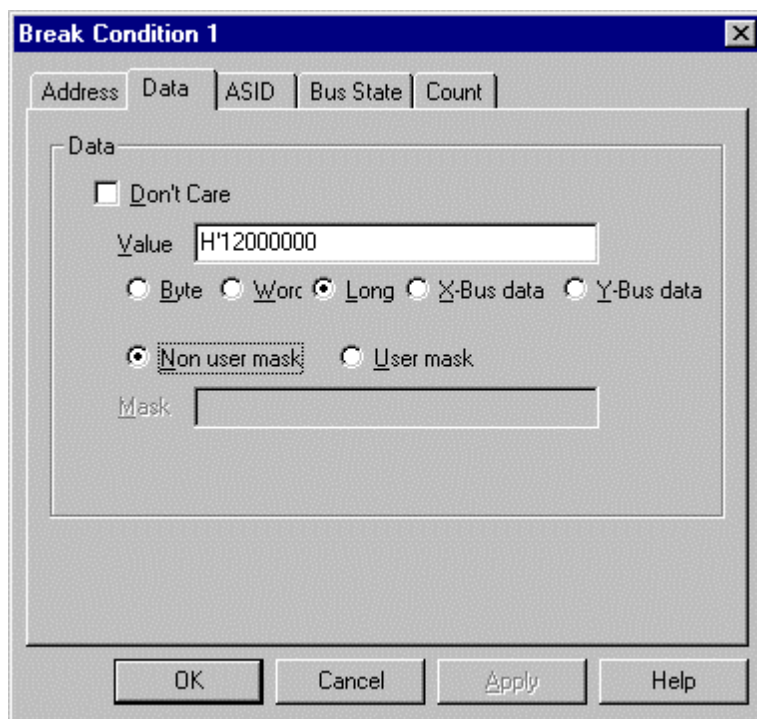 Break Condition 1
Address Data ASID Bus State Count
Data
Don't Care
Value H'12000000
Byte Word Long X-Bus data Y-Bus data
Non user mask User mask
Mask
OK Cancel Apply Help